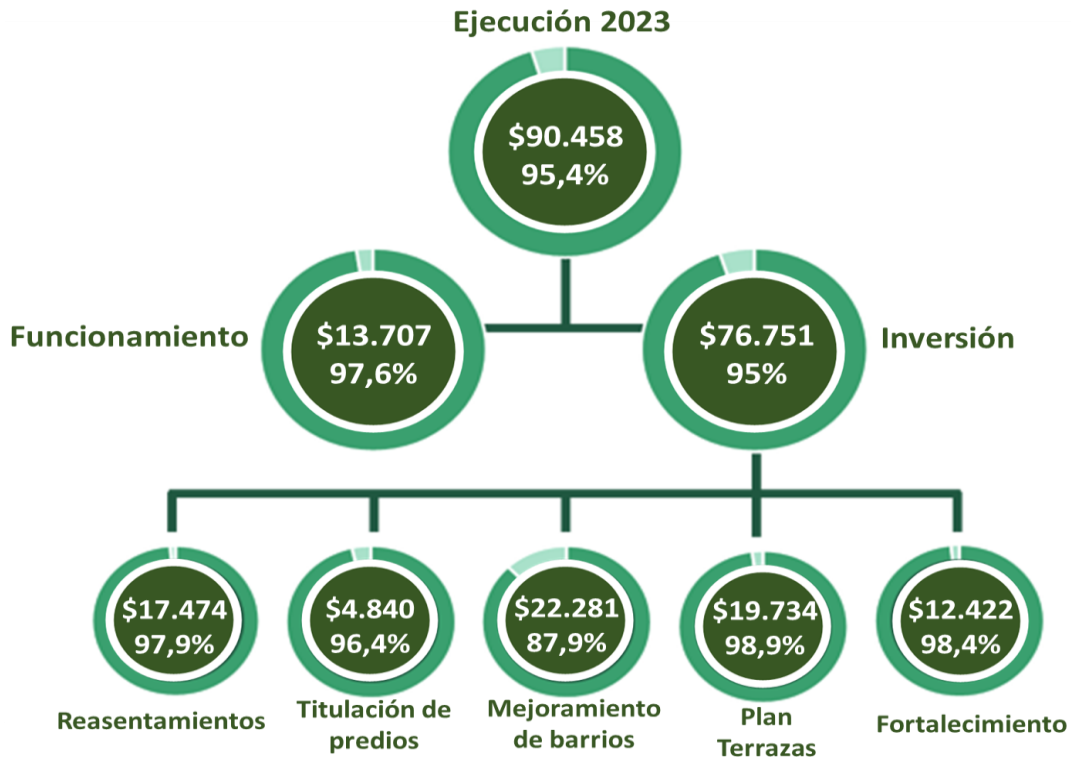 Ejecución 2023
$90.458
95,4%
Funcionamiento
$13.707
97,6%
$76.751
95%
Inversión
$17.474
97,9%
Reasentamientos
$4.840
96,4%
Titulación de
predios
$22.281
87,9%
Mejoramiento
de barrios
$19.734
98,9%
Plan
Terrazas
$12.422
98,4%
Fortalecimiento